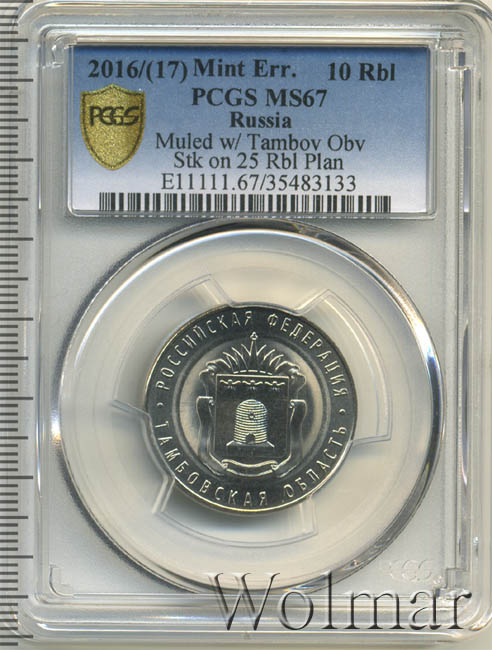 2016/(17) Mint Err. 10 Rbl
PCGS MS67
Russia
Muled w/ Tambov Obv
Stk on 25 Rbl Plan
E11111.67/35483133
PCGS
РОССИЙСКАЯ ФЕДЕРАЦИЯ
ТАМБОВСКАЯ ОБЛАСТЬ
PCGS
Wolmar